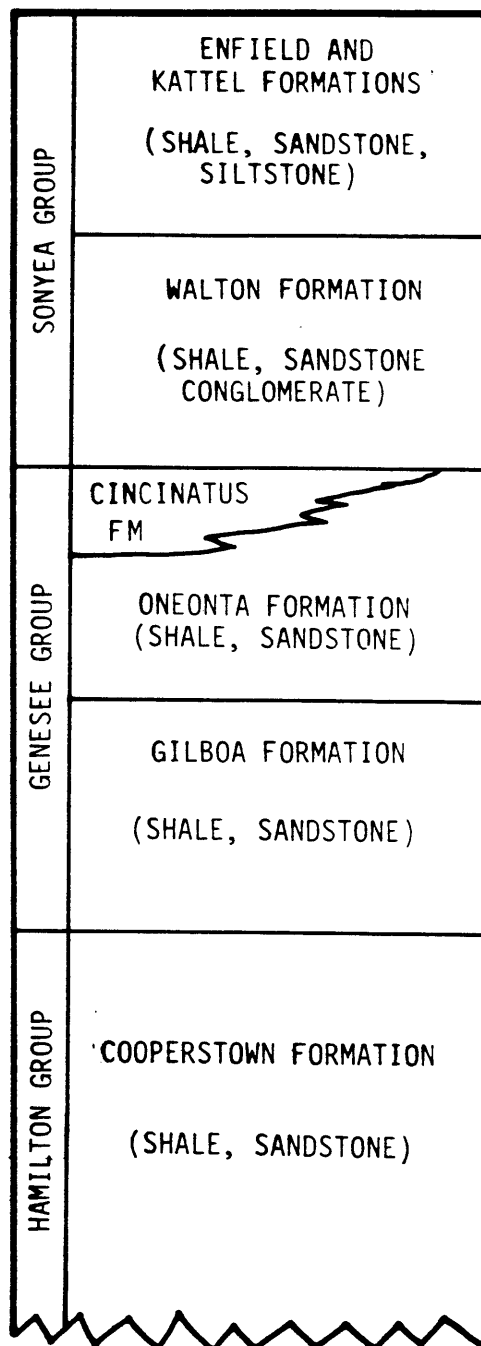 SONYEA GROUP
ENFIELD AND
KATTEL FORMATIONS
(SHALE, SANDSTONE,
SILTSTONE)
WALTON FORMATION
(SHALE, SANDSTONE
CONGLOMERATE)
GENESEE GROUP
CINCINATUS
FM
ONEONTA FORMATION
(SHALE, SANDSTONE)
GILBOA FORMATION
(SHALE, SANDSTONE)
HAMILTON GROUP
COOPERSTOWN FORMATION
(SHALE, SANDSTONE)